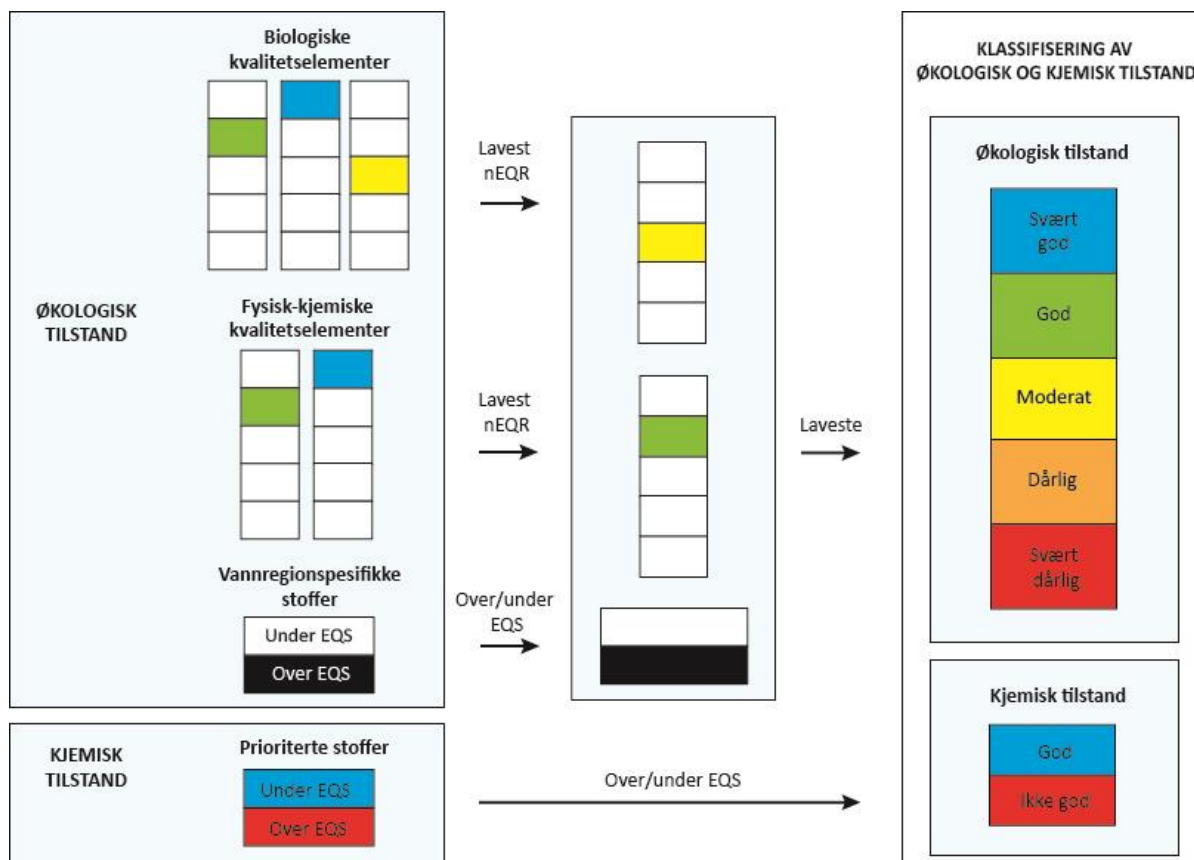 Biologiske
kvalitetselementer
ØKOLOGISK
TILSTAND
Fysisk-kjemiske
kvalitetselementer
Vannregionspesifikke
stoffer
Under EQS
Over EQS
KJEMISK
TILSTAND
Prioriterte stoffer
Under EQS
Over EQS
Lavest
nEQR
Lavest
nEQR
Over/under
EQS
Over/under EQS
Laveste
KLASSIFISERING AV
ØKOLOGISK OG KJEMISK TILSTAND
Økologisk tilstand
Svært
god
God
Moderat
Dårlig
Svært
dårlig
Kjemisk tilstand
God
Ikke god